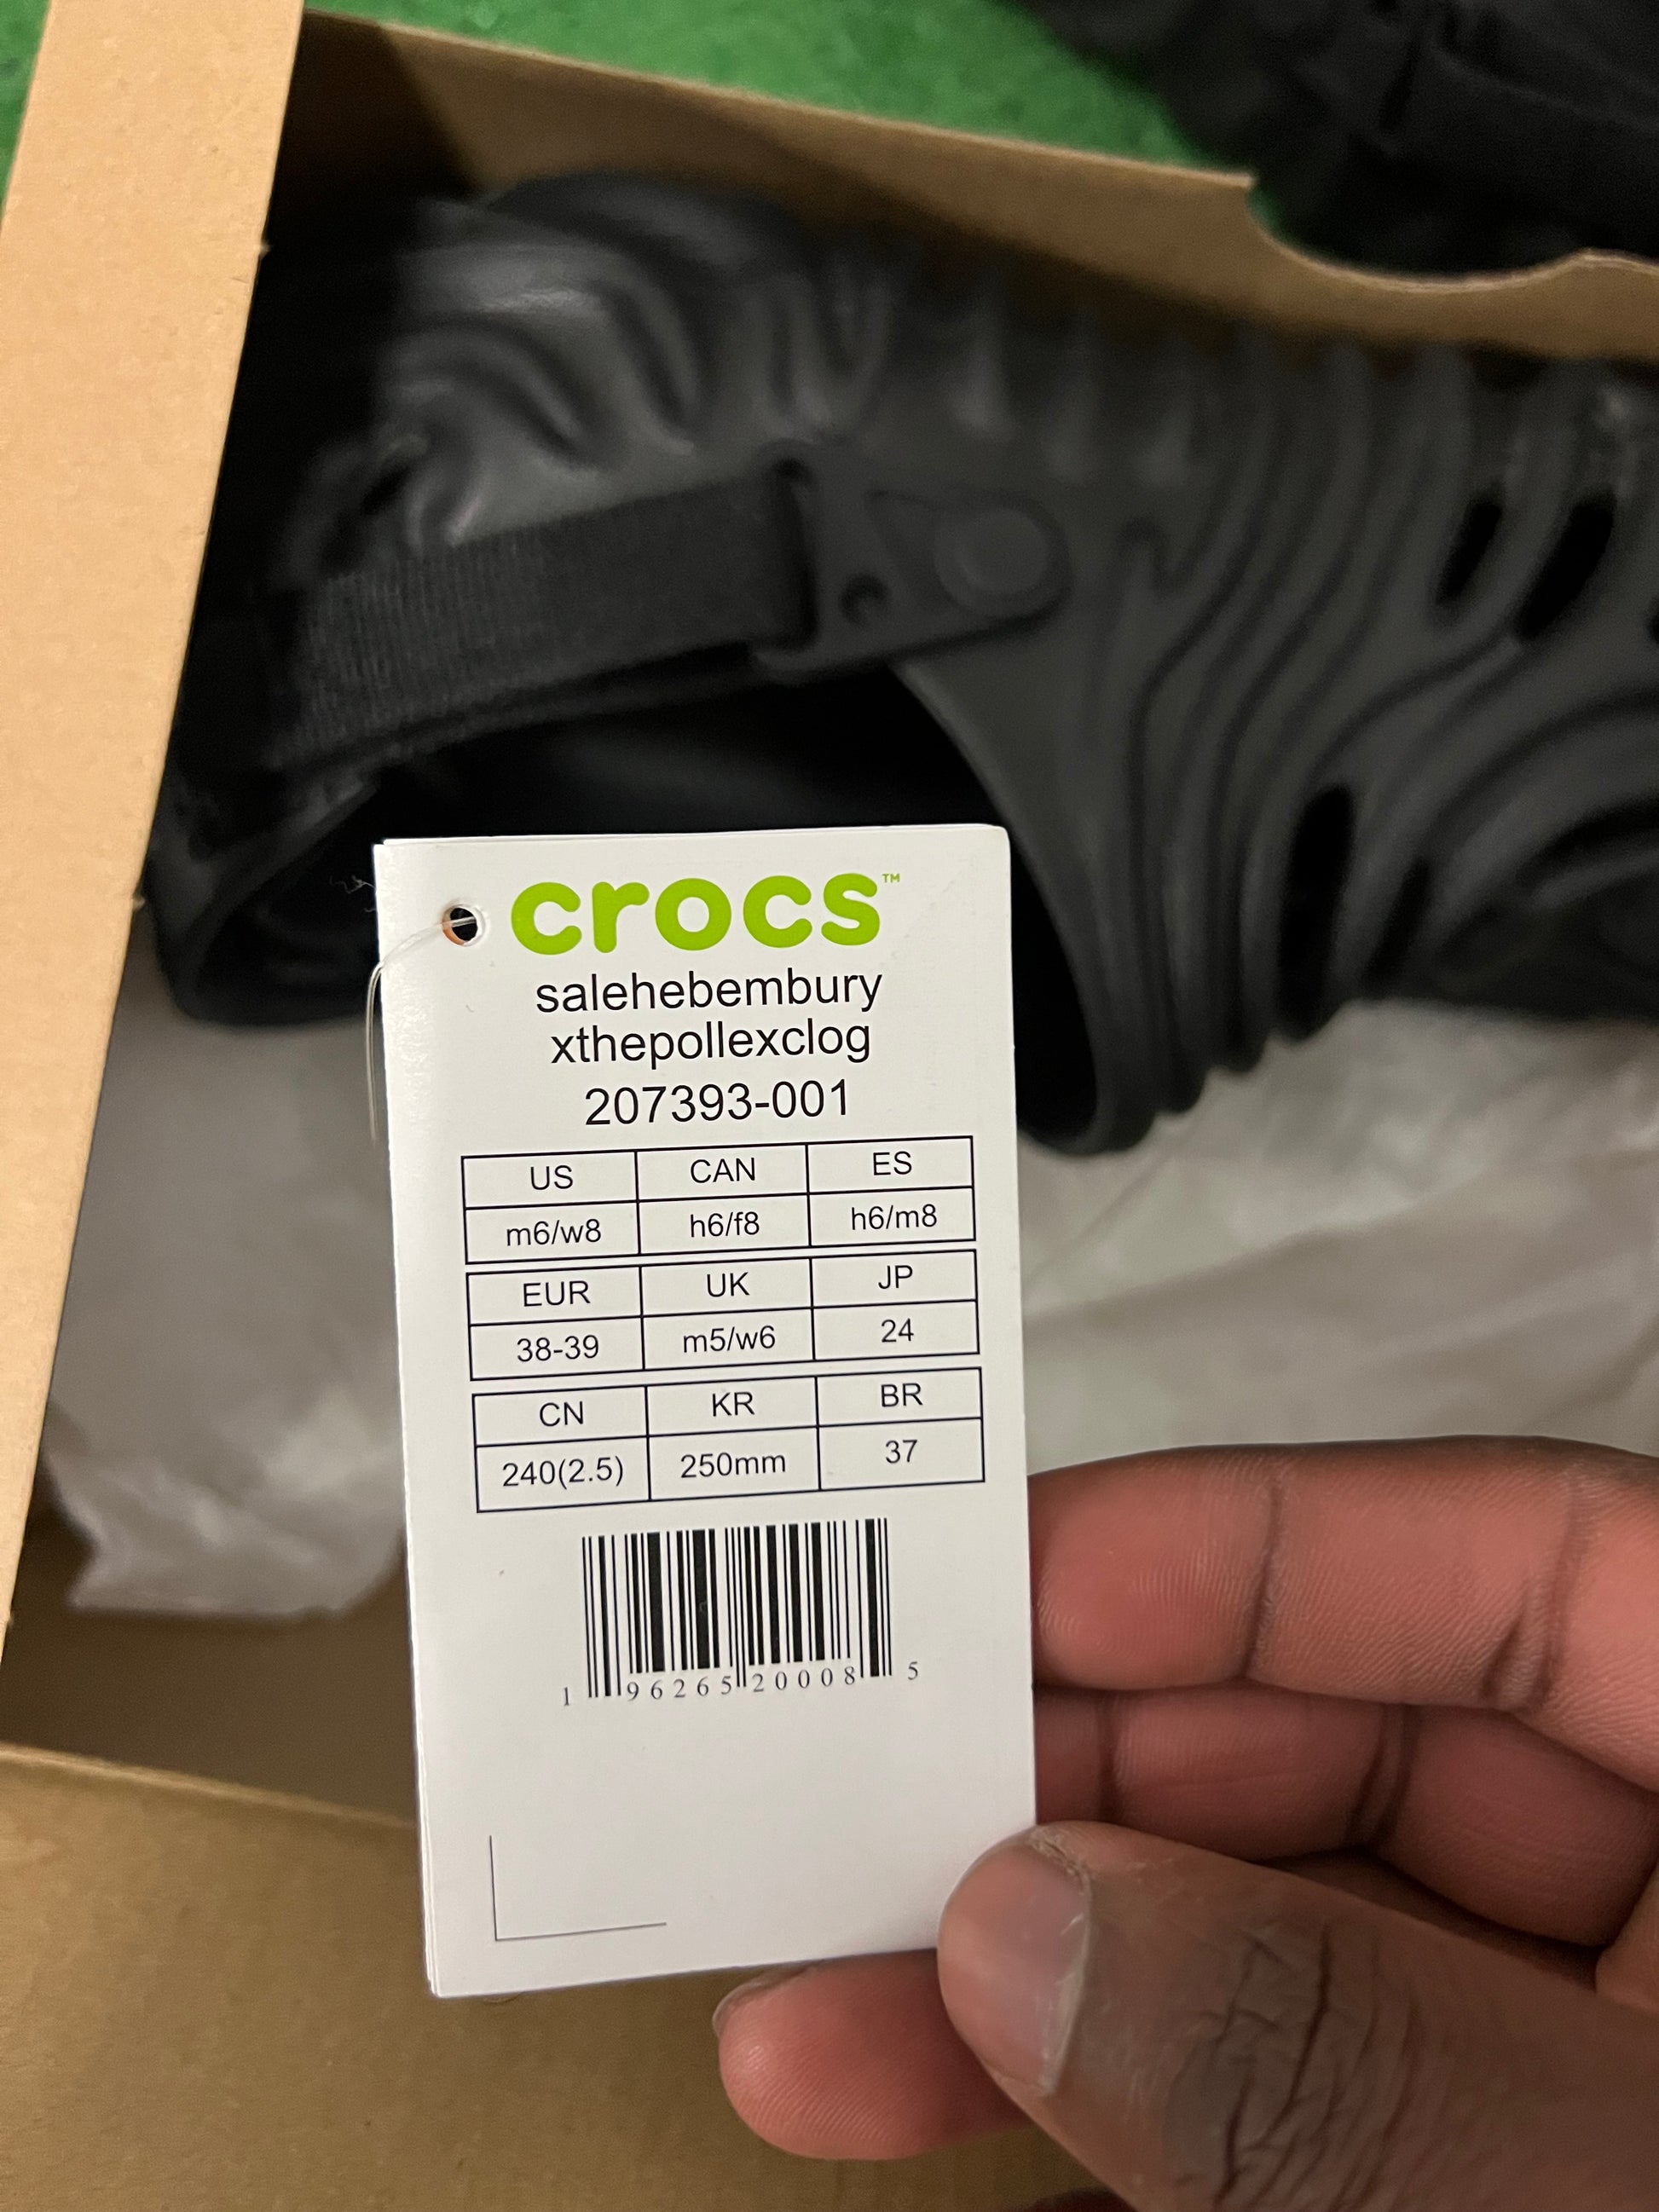 crocs™
salehebembury
xthepollexclog
207393-001
US CAN ES
m6/w8 h6/f8 h6/m8
EUR UK JP
38-39 m5/w6 24
CN KR BR
240(2.5) 250mm 37
1 96265 20008 5